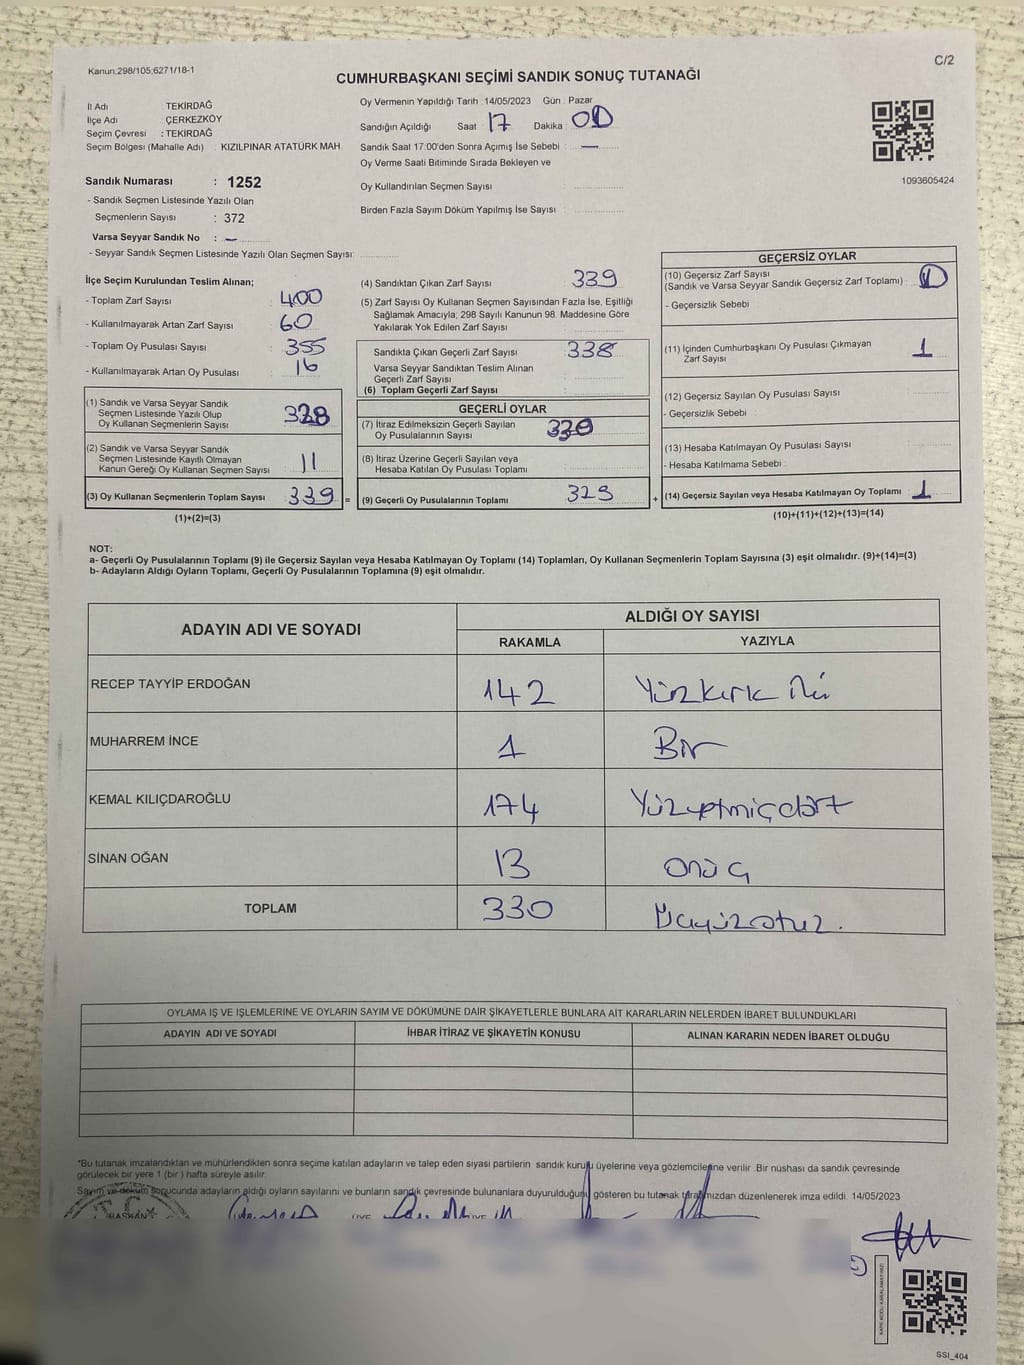 Kanun,298/105;6271/18-1
C/2
CUMHURBAŞKANI SEÇİMİ SANDIK SONUÇ TUTANAĞI
İl Adı TEKİRDAĞ
İlçe Adı : ÇERKEZKÖY
Seçim Çevresi : TEKİRDAĞ
Seçim Bölgesi (Mahalle Adı) : KIZILPINAR ATATÜRK MAH.
Oy Vermenin Yapıldığı Tarih : 14/05/2023 Gün : Pazar
Sandığın Açıldığı Saat : 17 Dakika : 00
Sandık Saat 17:00'den Sonra Açımış İse Sebebi : —
Oy Verme Saati Bitiminde Sırada Bekleyen ve
Oy Kullandırılan Seçmen Sayısı :
Birden Fazla Sayım Döküm Yapılmış İse Sayısı :
1093605424
Sandık Numarası : 1252
- Sandık Seçmen Listesinde Yazılı Olan
Seçmenlerin Sayısı : 372
Varsa Seyyar Sandık No : —
- Seyyar Sandık Seçmen Listesinde Yazılı Olan Seçmen Sayısı:
İlçe Seçim Kurulundan Teslim Alınan;
- Toplam Zarf Sayısı : 400
- Kullanılmayarak Artan Zarf Sayısı : 60
- Toplam Oy Pusulası Sayısı : 355
- Kullanılmayarak Artan Oy Pusulası : 16
(1) Sandık ve Varsa Seyyar Sandık
Seçmen Listesinde Yazılı Olup
Oy Kullanan Seçmenlerin Sayısı : 328
(2) Sandık ve Varsa Seyyar Sandık
Seçmen Listesinde Kayıtlı Olmayan
Kanun Gereği Oy Kullanan Seçmen Sayısı : 11
(3) Oy Kullanan Seçmenlerin Toplam Sayısı : 339 =
(1)+(2)=(3)
(4) Sandıktan Çıkan Zarf Sayısı : 339
(5) Zarf Sayısı Oy Kullanan Seçmen Sayısından Fazla İse, Eşitliği
Sağlamak Amacıyla; 298 Sayılı Kanunun 98. Maddesine Göre
Yakılarak Yok Edilen Zarf Sayısı :
Sandıkta Çıkan Geçerli Zarf Sayısı : 338
Varsa Seyyar Sandıktan Teslim Alınan
Geçerli Zarf Sayısı :
(6) Toplam Geçerli Zarf Sayısı :
GEÇERLİ OYLAR
(7) İtiraz Edilmeksizin Geçerli Sayılan
Oy Pusulalarının Sayısı : 330
(8) İtiraz Üzerine Geçerli Sayılan veya
Hesaba Katılan Oy Pusulası Toplamı :
(9) Geçerli Oy Pusulalarının Toplamı : 329 +
GEÇERSİZ OYLAR
(10) Geçersiz Zarf Sayısı
(Sandık ve Varsa Seyyar Sandık Geçersiz Zarf Toplamı) :
- Geçersizlik Sebebi
(11) İçinden Cumhurbaşkanı Oy Pusulası Çıkmayan
Zarf Sayısı : 1
(12) Geçersiz Sayılan Oy Pusulası Sayısı
- Geçersizlik Sebebi :
(13) Hesaba Katılmayan Oy Pusulası Sayısı
- Hesaba Katılmama Sebebi :
(14) Geçersiz Sayılan veya Hesaba Katılmayan Oy Toplamı : 1
(10)+(11)+(12)+(13)=(14)
NOT:
a- Geçerli Oy Pusulalarının Toplamı (9) ile Geçersiz Sayılan veya Hesaba Katılmayan Oy Toplamı (14) Toplamları, Oy Kullanan Seçmenlerin Toplam Sayısına (3) eşit olmalıdır. (9)+(14)=(3)
b- Adayların Aldığı Oyların Toplamı, Geçerli Oy Pusulalarının Toplamına (9) eşit olmalıdır.
ADAYIN ADI VE SOYADI ALDIĞI OY SAYISI
RAKAMLA YAZIYLA
RECEP TAYYİP ERDOĞAN 142 Yüzkırk iki
MUHARREM İNCE 1 Bir
KEMAL KILIÇDAROĞLU 174 Yüzyetmişdört
SİNAN OĞAN 13 onüç
TOPLAM 330 Üçyüzotuz.
OYLAMA İŞ VE İŞLEMLERİNE VE OYLARIN SAYIM VE DÖKÜMÜNE DAİR ŞİKAYETLERLE BUNLARA AİT KARARLARIN NELERDEN İBARET BULUNDUKLARI
ADAYIN ADI VE SOYADI İHBAR İTİRAZ VE ŞİKAYETİN KONUSU ALINAN KARARIN NEDEN İBARET OLDUĞU
*Bu tutanak imzalandıktan ve mühürlendikten sonra seçime katılan adayların ve talep eden siyasi partilerin sandık kurulu üyelerine veya gözlemcilerine verilir. Bir nüshası da sandık çevresinde
görülecek bir yere 1 (bir ) hafta süreyle asılır.
Sayım ve döküm sonucunda adayların aldığı oyların sayılarını ve bunların sandık çevresinde bulunanlara duyurulduğunu gösteren bu tutanak tarafımızdan düzenlenerek imza edildi. 14/05/2023
BAŞKAN ÜYE ÜYE
SSI_404